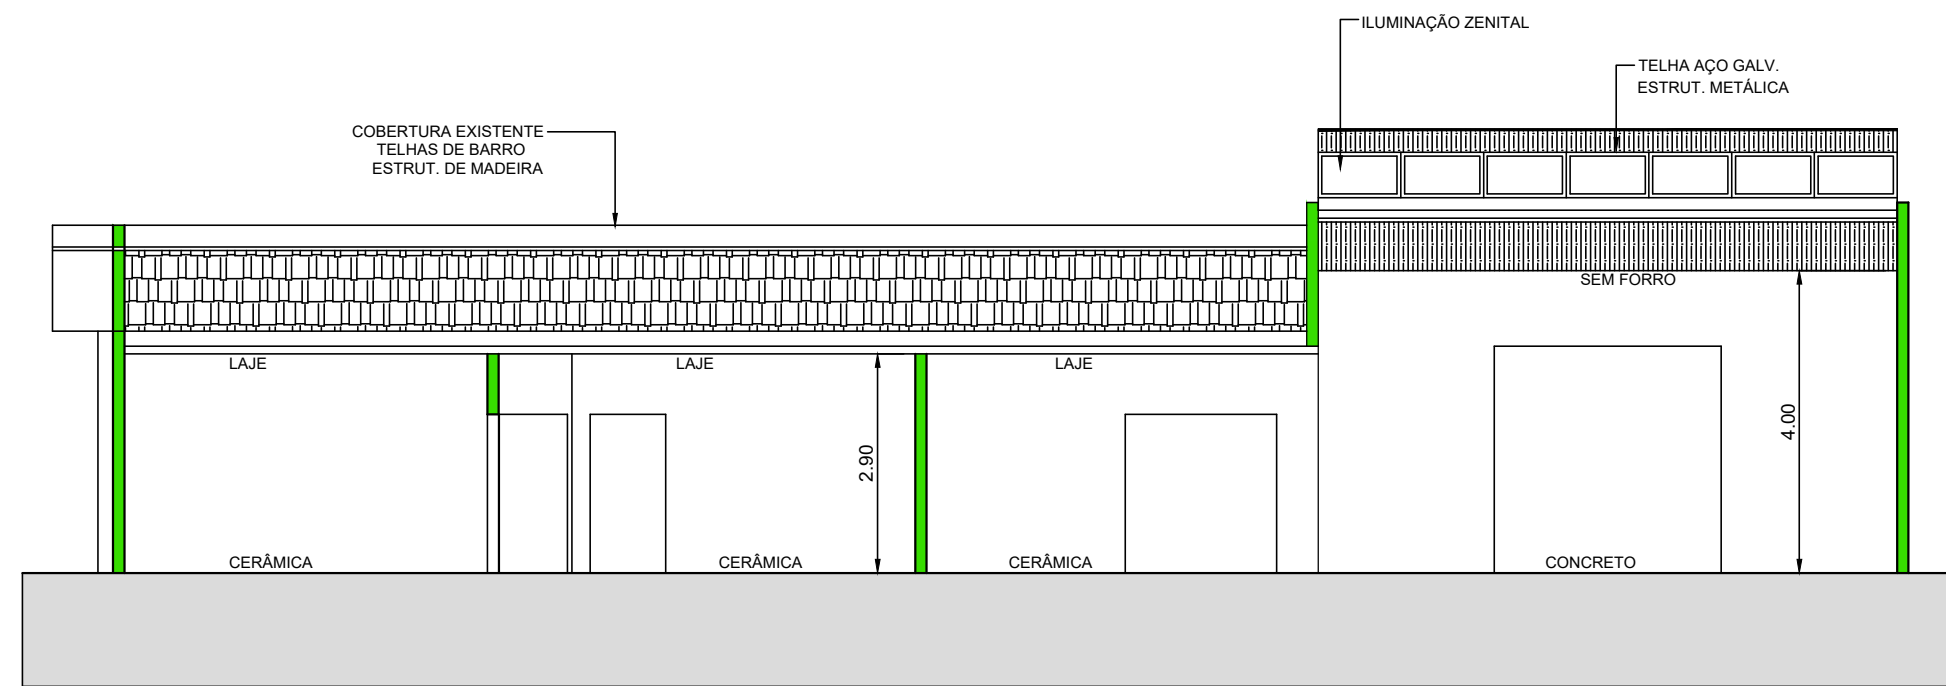 ILUMINAÇÃO ZENITAL
TELHA AÇO GALV.
ESTRUT. METÁLICA
COBERTURA EXISTENTE
TELHAS DE BARRO
ESTRUT. DE MADEIRA
SEM FORRO
LAJE
LAJE
LAJE
4.00
2.90
CERÂMICA
CERÂMICA
CERÂMICA
CONCRETO